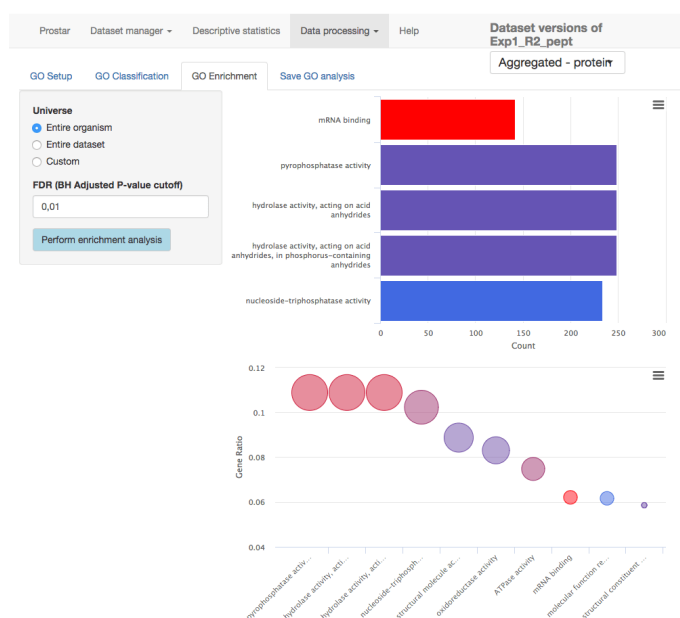 Prostar
Dataset manager
Descriptive statistics
Data processing
Help
Dataset versions of
Exp1_R2_pept
Aggregated - protein
GO Setup
GO Classification
GO Enrichment
Save GO analysis
Universe
Entire organism
Entire dataset
Custom
FDR (BH Adjusted P-value cutoff)
0,01
Perform enrichment analysis
mRNA binding
pyrophosphatase activity
hydrolase activity, acting on acid
anhydrides
hydrolase activity, acting on acid
anhydrides, in phosphorus-containing
anhydrides
nucleoside-triphosphatase activity
0
50
100
150
200
250
300
Count
0.12
0.1
0.08
0.06
0.04
Gene Ratio
pyrophosphatase activ...
hydrolase activity, acti...
hydrolase activity, acti...
nucleoside-triphosph...
structural molecule ac...
oxidoreductase activity
ATPase activity
mRNA binding
molecular function re...
structural constituent ...